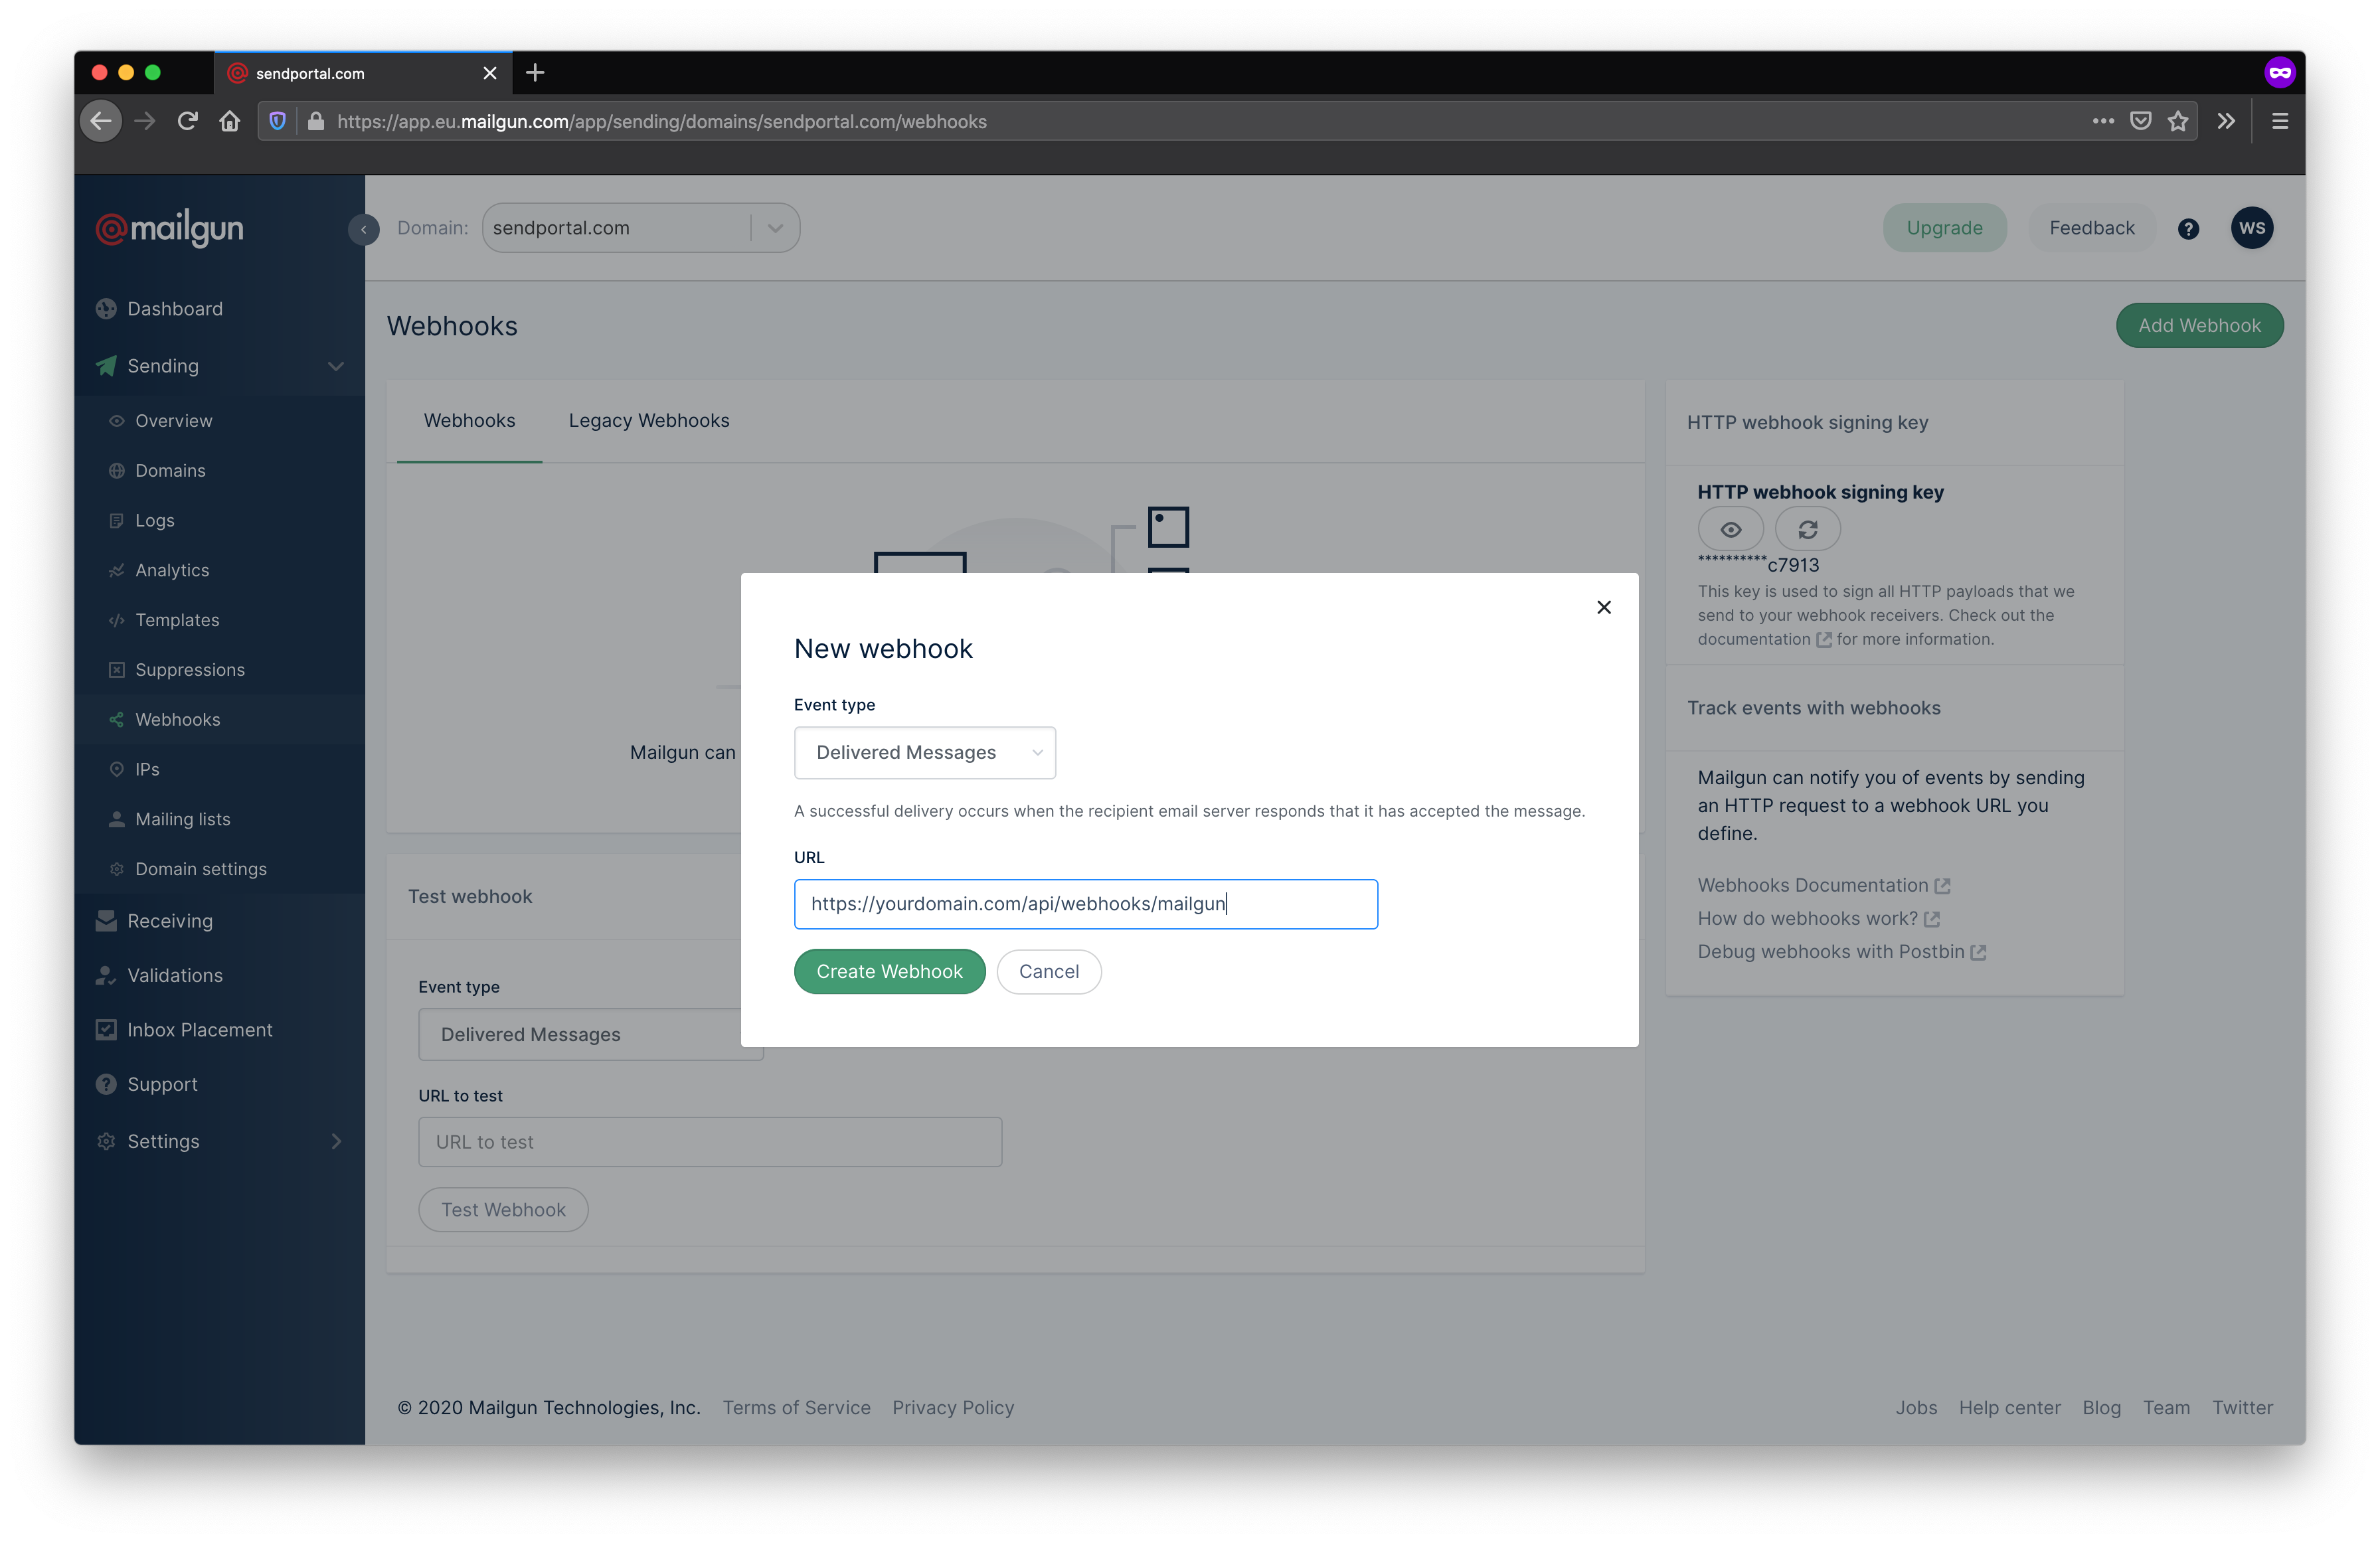 sendportal.com
https://app.eu.mailgun.com/app/sending/domains/sendportal.com/webhooks
mailgun
Domain:
sendportal.com
Upgrade
Feedback
?
WS
Dashboard
Sending
Overview
Domains
Logs
Analytics
Templates
Suppressions
Webhooks
IPs
Mailing lists
Domain settings
Receiving
Validations
Inbox Placement
Support
Settings
Webhooks
Add Webhook
Webhooks
Legacy Webhooks
Mailgun can
New webhook
Event type
Delivered Messages
A successful delivery occurs when the recipient email server responds that it has accepted the message.
URL
https://yourdomain.com/api/webhooks/mailgun
Create Webhook
Cancel
Test webhook
Event type
Delivered Messages
URL to test
URL to test
Test Webhook
HTTP webhook signing key
HTTP webhook signing key
**********c7913
This key is used to sign all HTTP payloads that we
send to your webhook receivers. Check out the
documentation for more information.
Track events with webhooks
Mailgun can notify you of events by sending
an HTTP request to a webhook URL you
define.
Webhooks Documentation
How do webhooks work?
Debug webhooks with Postbin
© 2020 Mailgun Technologies, Inc.
Terms of Service
Privacy Policy
Jobs
Help center
Blog
Team
Twitter